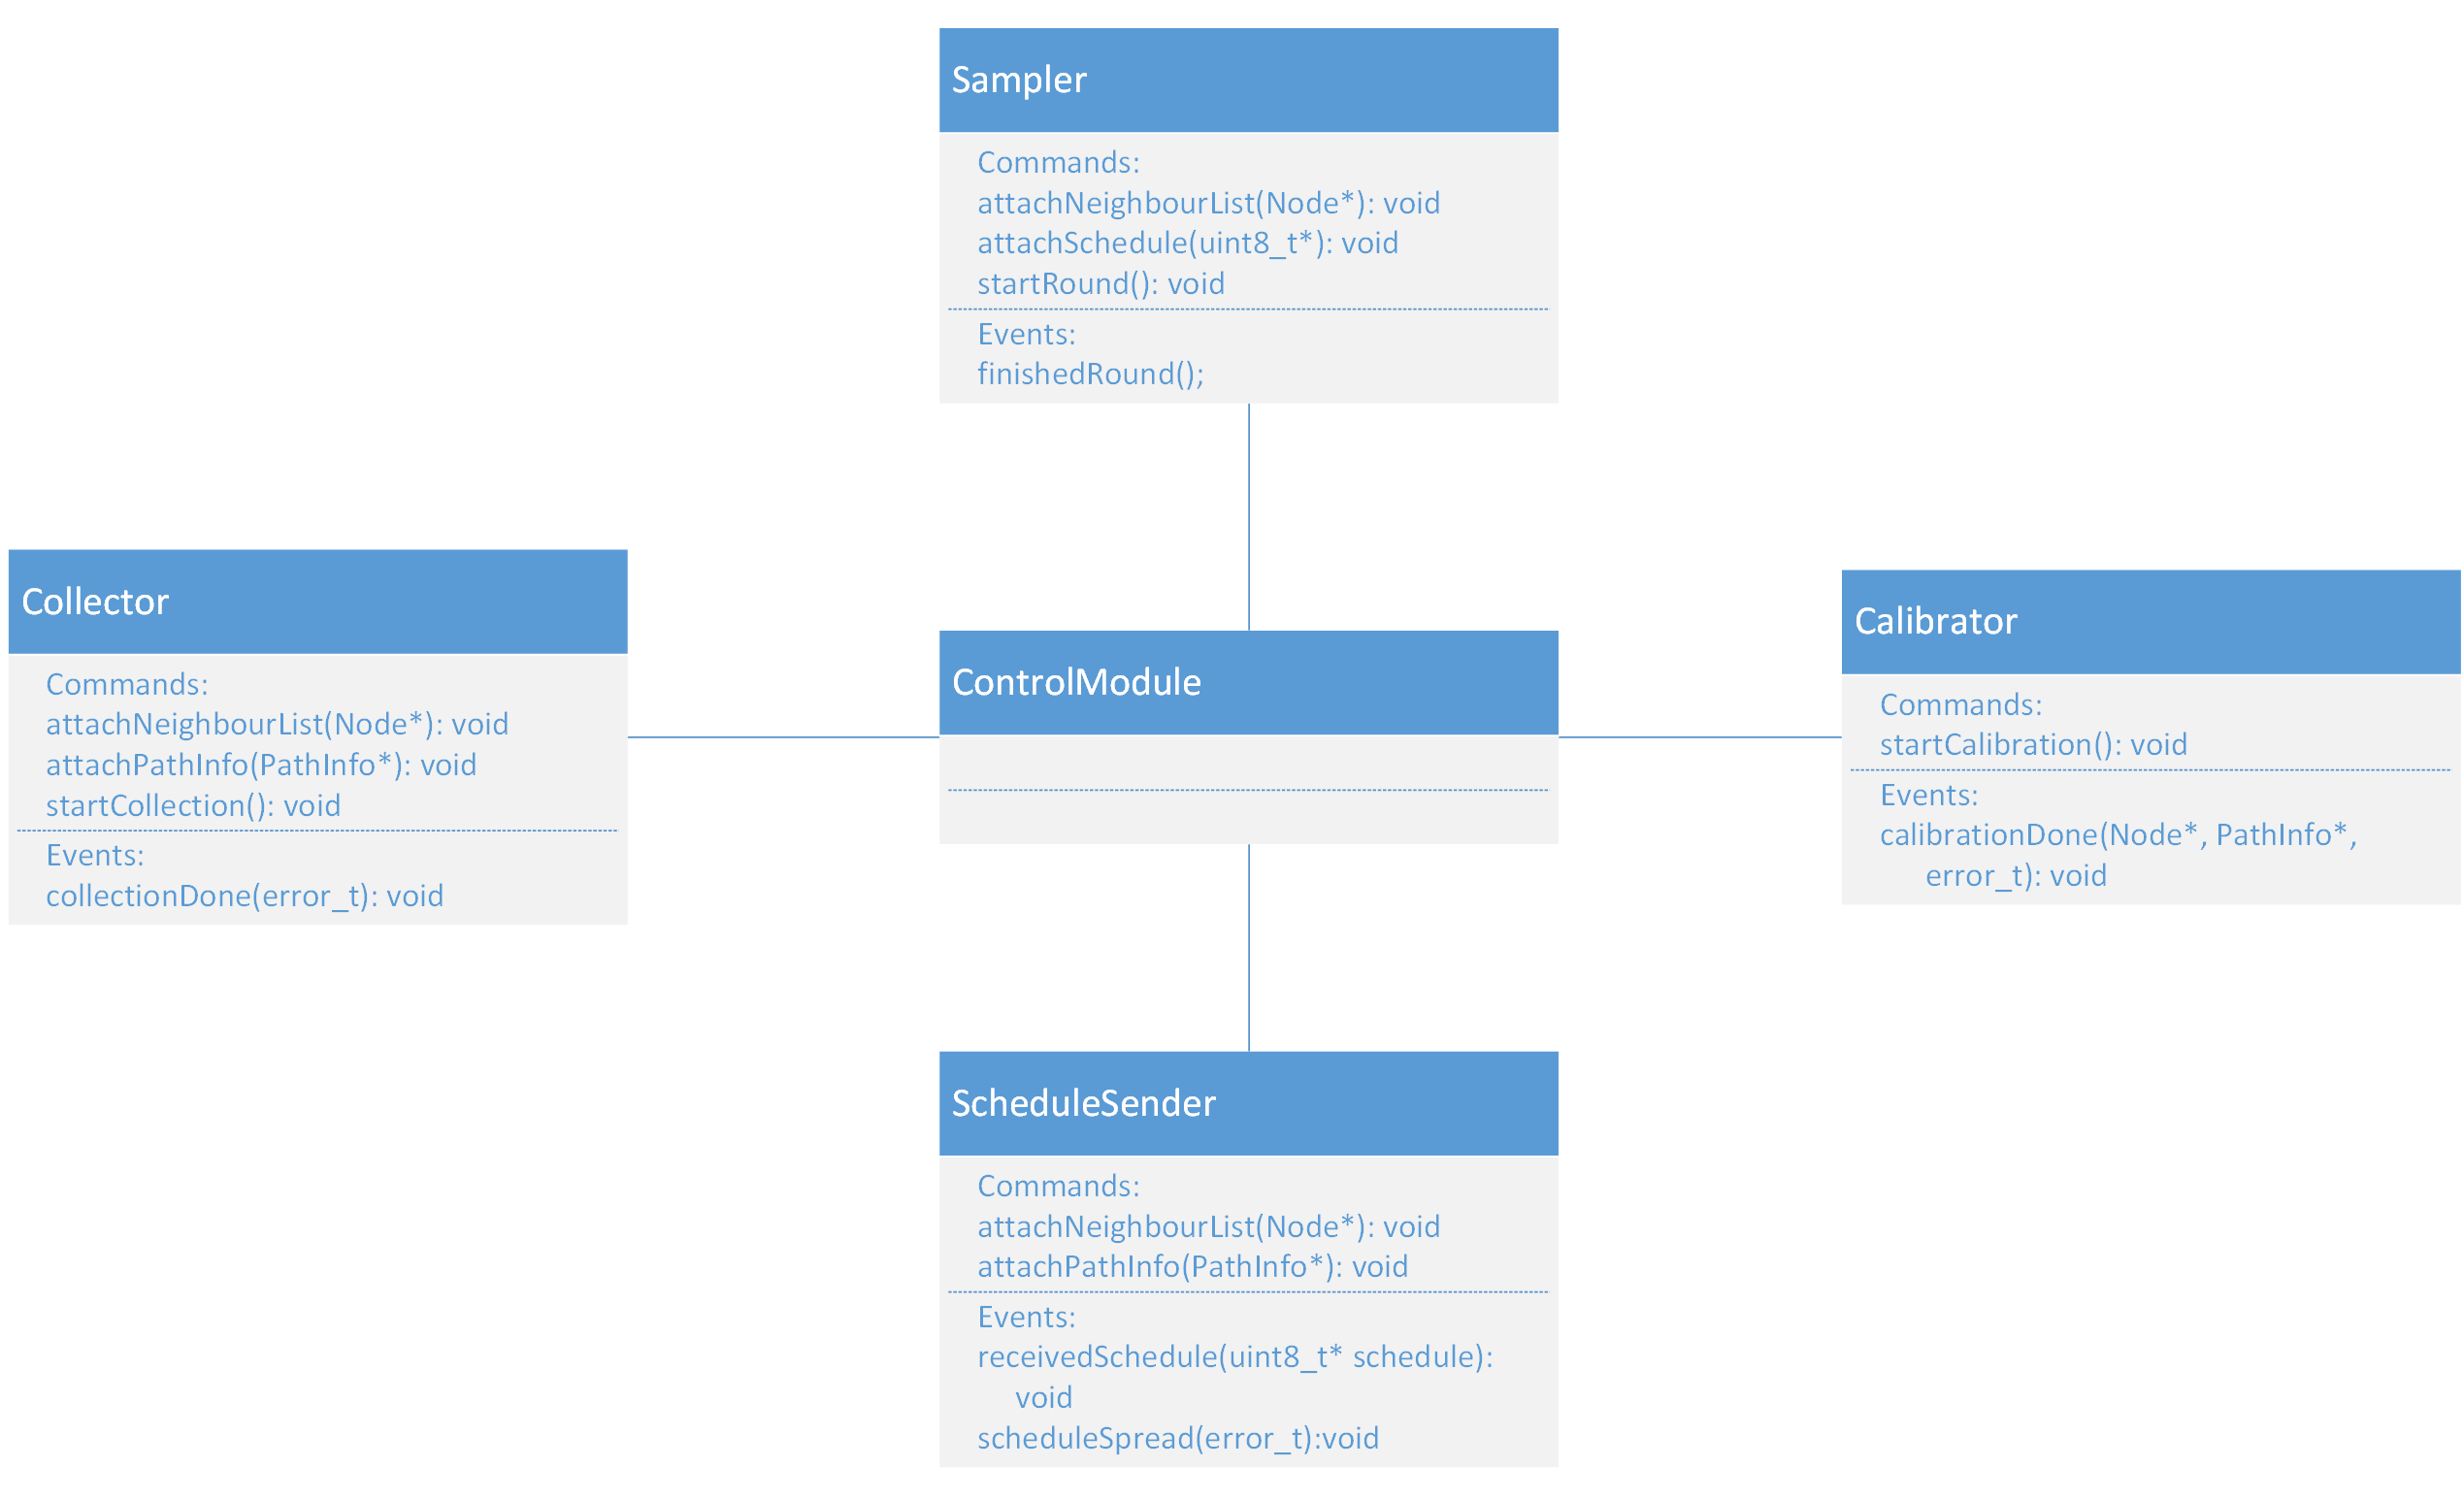 Sampler
Commands:
attachNeighbourList(Node*): void
attachSchedule(uint8_t*): void
startRound(): void
Events:
finishedRound();
Collector
Commands:
attachNeighbourList(Node*): void
attachPathInfo(PathInfo*): void
startCollection(): void
Events:
collectionDone(error_t): void
ControlModule
Calibrator
Commands:
startCalibration(): void
Events:
calibrationDone(Node*, PathInfo*,
error_t): void
ScheduleSender
Commands:
attachNeighbourList(Node*): void
attachPathInfo(PathInfo*): void
Events:
receivedSchedule(uint8_t* schedule):
void
scheduleSpread(error_t):void